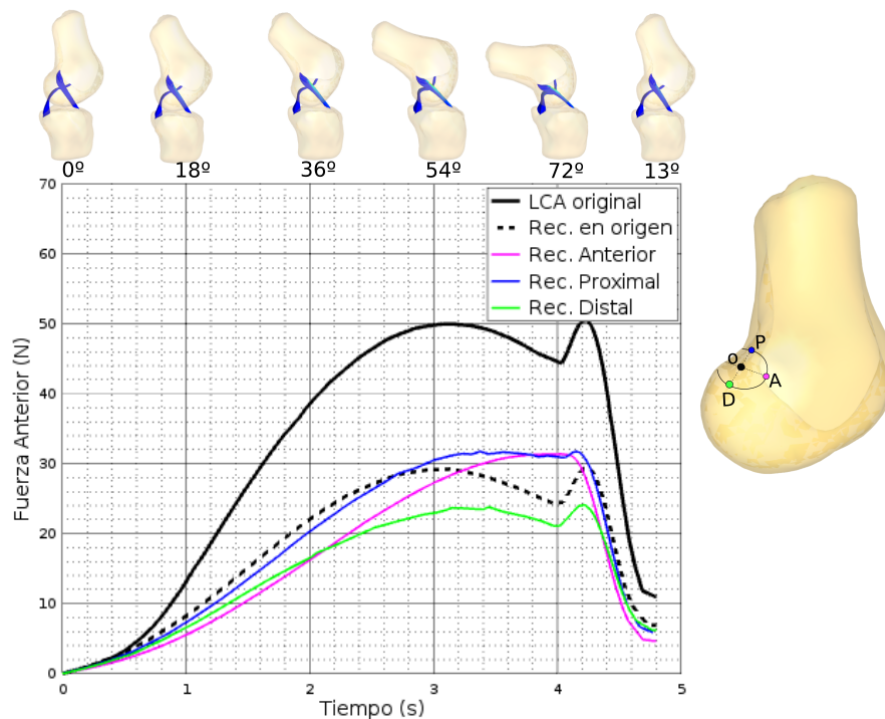 0º 18º 36º 54º 72º 13º
70
60
50
40
30
20
10
0
Fuerza Anterior (N)
LCA original
Rec. en origen
Rec. Anterior
Rec. Proximal
Rec. Distal
0 1 2 3 4 5
Tiempo (s)
P
o
A
D